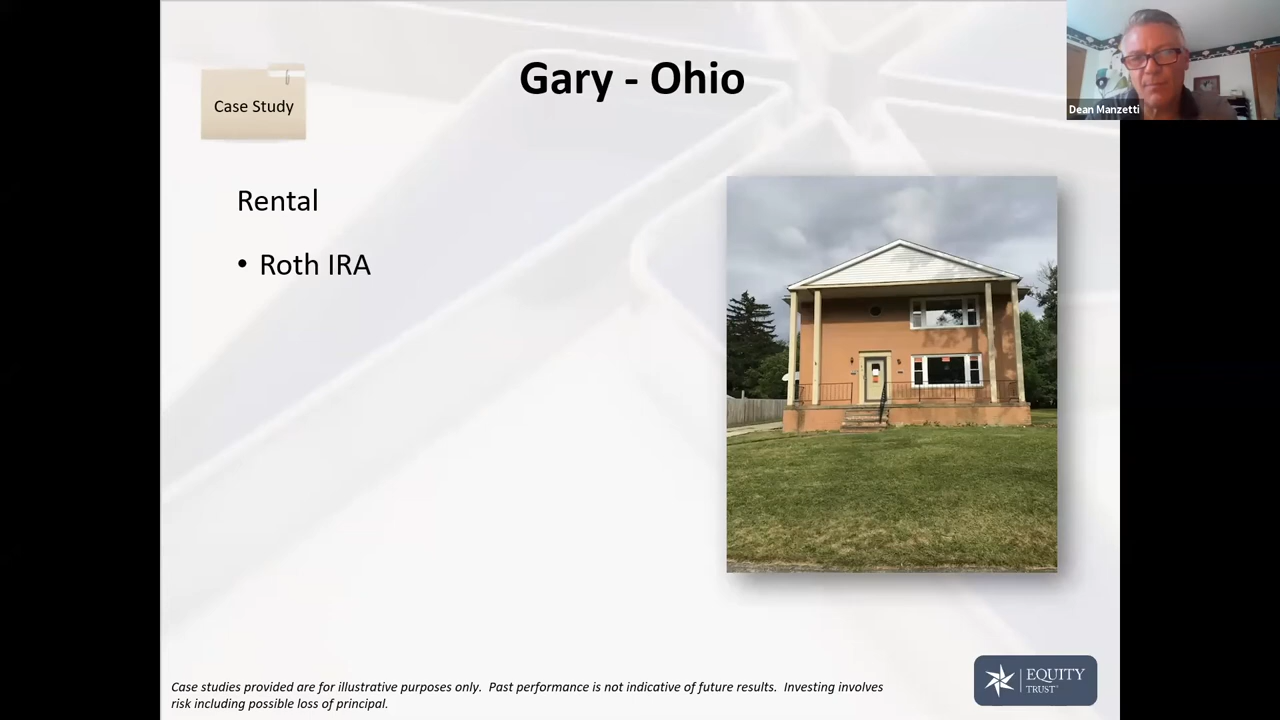 Gary - Ohio
Case Study
Dean Manzetti
Rental
• Roth IRA
Case studies provided are for illustrative purposes only.  Past performance is not indicative of future results.  Investing involves
risk including possible loss of principal.
EQUITY
TRUST